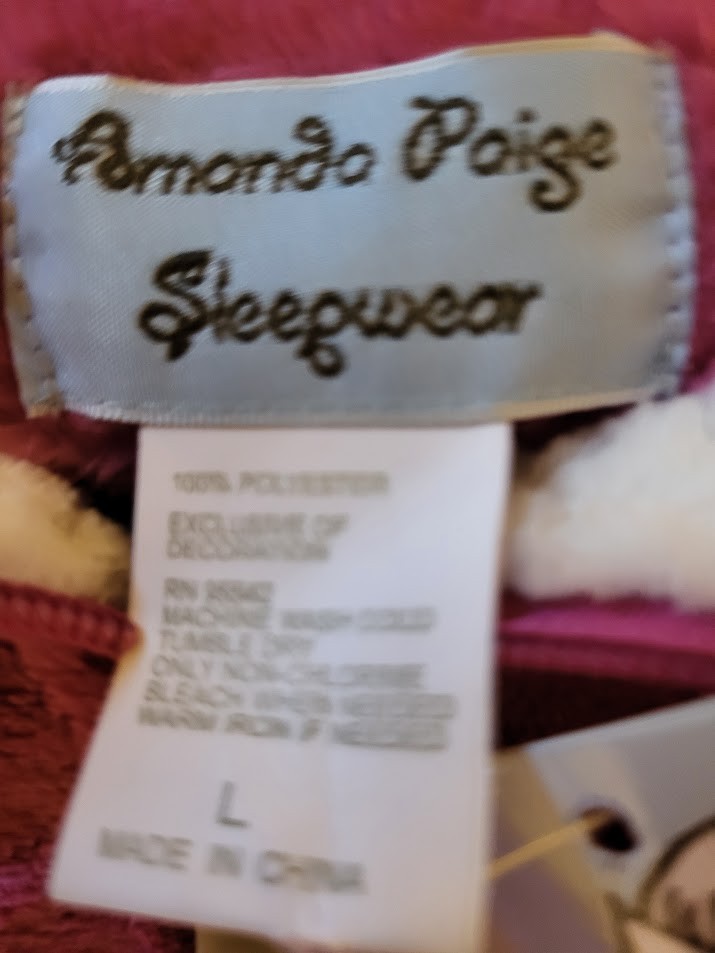 Amanda Paige
Sleepwear
100% POLYESTER
EXCLUSIVE OF
DECORATION
RN
MACHINE WASH COLD
TUMBLE DRY
ONLY NON-CHLORINE
BLEACH WHEN NEEDED
WARM IRON IF NEEDED
L
MADE IN CHINA